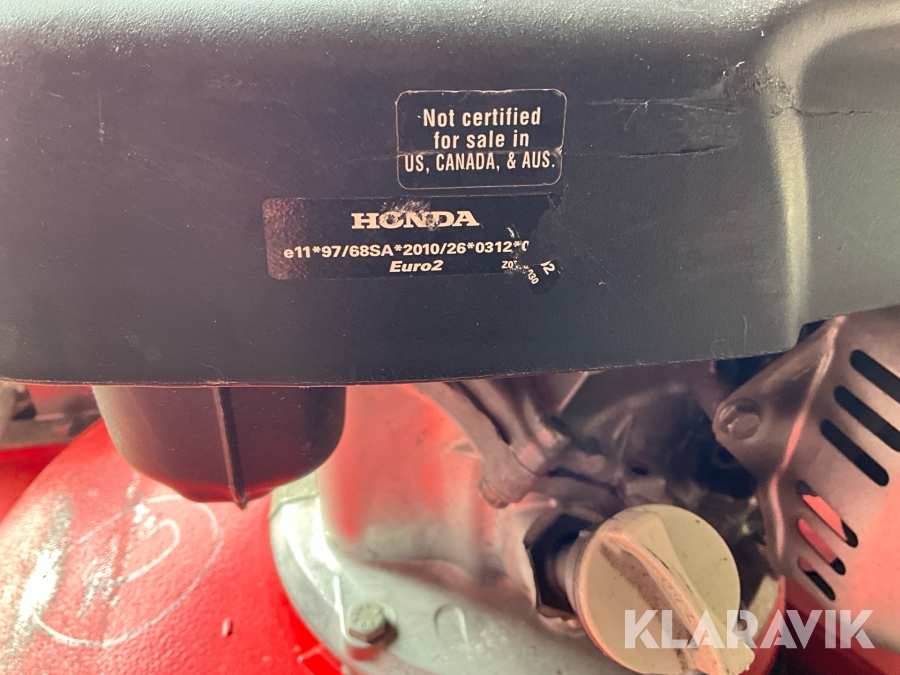 Not certified
for sale in
US, CANADA, & AUS.
HONDA
e11*97/68SA*2010/26*0312*0
Euro2
KLARAVIK